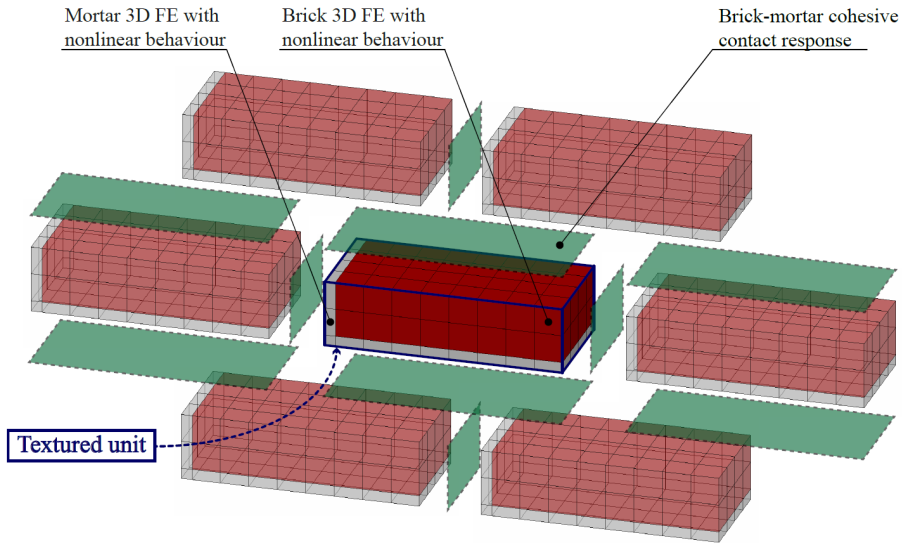 Mortar 3D FE with
nonlinear behaviour
Brick 3D FE with
nonlinear behaviour
Brick-mortar cohesive
contact response
Textured unit